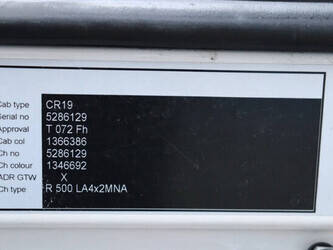 Cab type CR19
Serial no 5286129
Approval T 072 Fh
Cab col 1366386
Ch no 5286129
Ch colour 1346692
ADR GTW X
Ch type R 500 LA4x2MNA